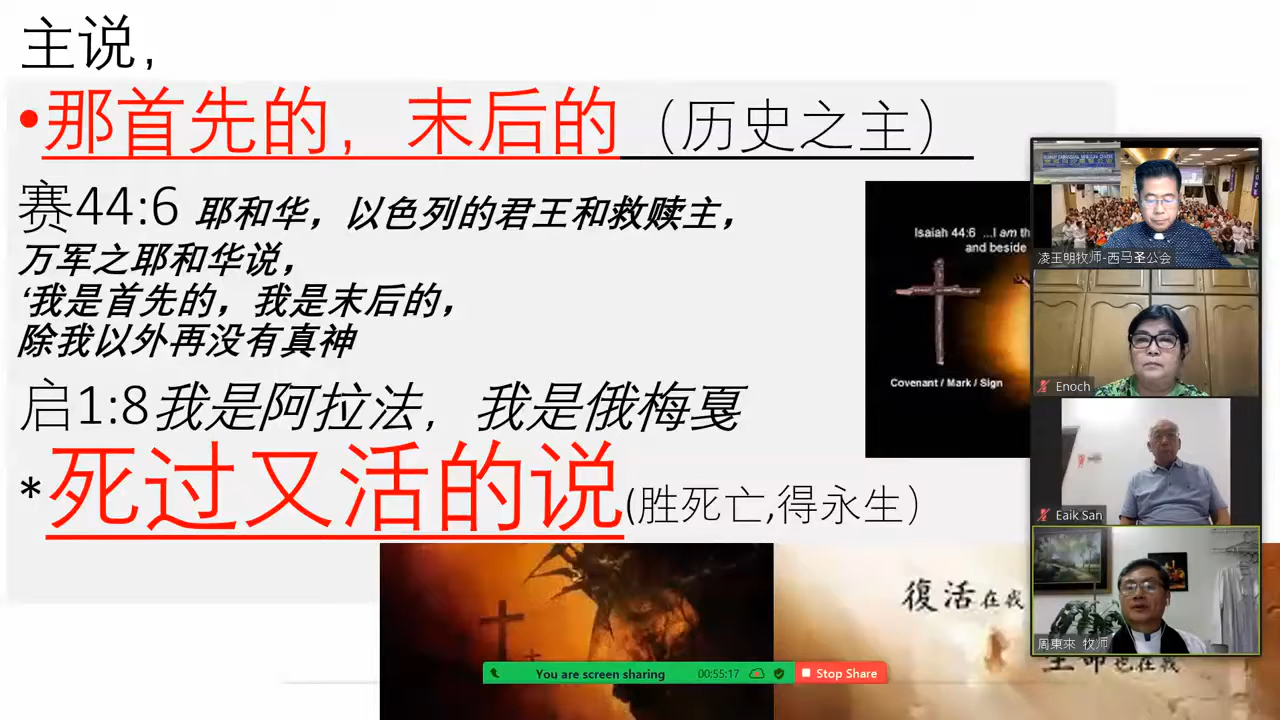 主说，
•那首先的，末后的（历史之主）
赛44:6 耶和华，以色列的君王和救赎主，
万军之耶和华说，
‘我是首先的，我是末后的，
除我以外再没有真神
启1:8我是阿拉法，我是俄梅戛
*死过又活的说(胜死亡,得永生）
Isaiah 44:6 ...I am th
and beside
Covenant / Mark / Sign
復活在我
生命也在我
凌王明牧师-西马圣公会
Enoch
Eaik San
周東來 牧师
You are screen sharing 00:55:17 Stop Share